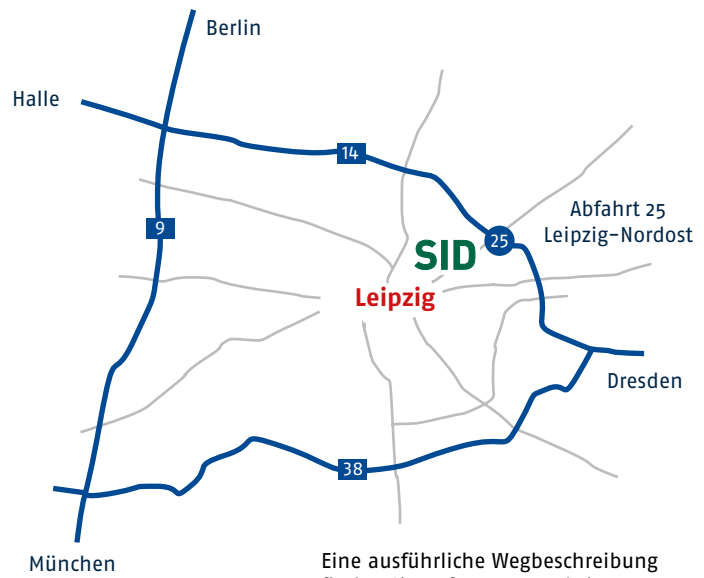 Berlin
Halle
14
9
Abfahrt 25
Leipzig-Nordost
25
SID
Leipzig
Dresden
38
München
Eine ausführliche Wegbeschreibung